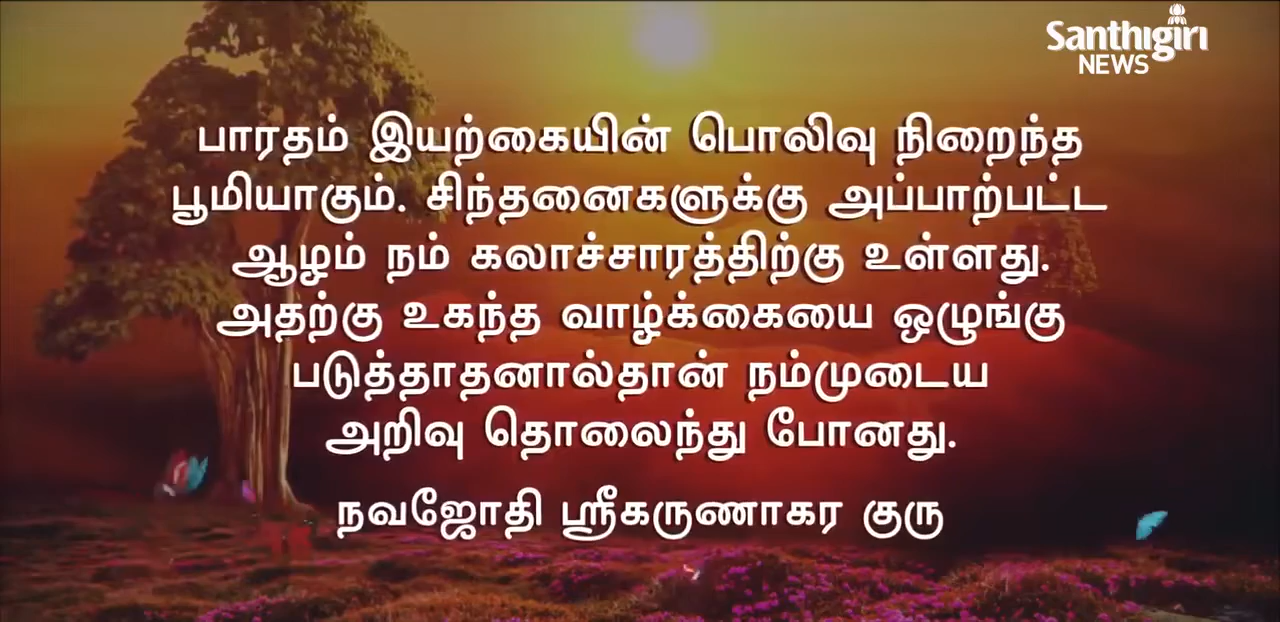 Santhigiri
NEWS
பாரதம் இயற்கையின் பொலிவு நிறைந்த
பூமியாகும். சிந்தனைகளுக்கு அப்பாற்பட்ட
ஆழம் நம் கலாச்சாரத்திற்கு உள்ளது.
அதற்கு உகந்த வாழ்க்கையை ஒழுங்கு
படுத்தாதனால்தான் நம்முடைய
அறிவு தொலைந்து போனது.
நவஜோதி ஸ்ரீகருணாகர குரு